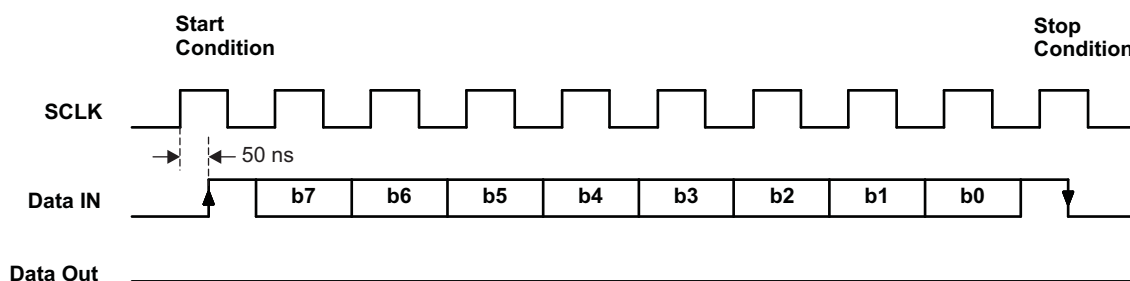 Start
Condition
Stop
Condition
SCLK
50 ns
Data IN
b7 b6 b5 b4 b3 b2 b1 b0
Data Out